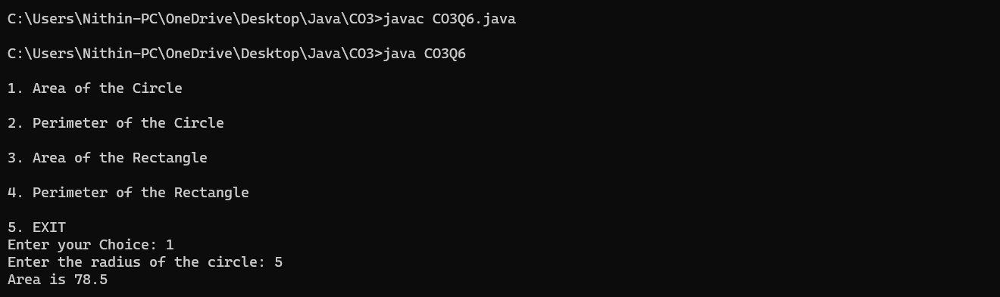 C:\Users\Nithin-PC\OneDrive\Desktop\Java\CO3>javac CO3Q6.java
C:\Users\Nithin-PC\OneDrive\Desktop\Java\CO3>java CO3Q6
1. Area of the Circle
2. Perimeter of the Circle
3. Area of the Rectangle
4. Perimeter of the Rectangle
5. EXIT
Enter your Choice: 1
Enter the radius of the circle: 5
Area is 78.5